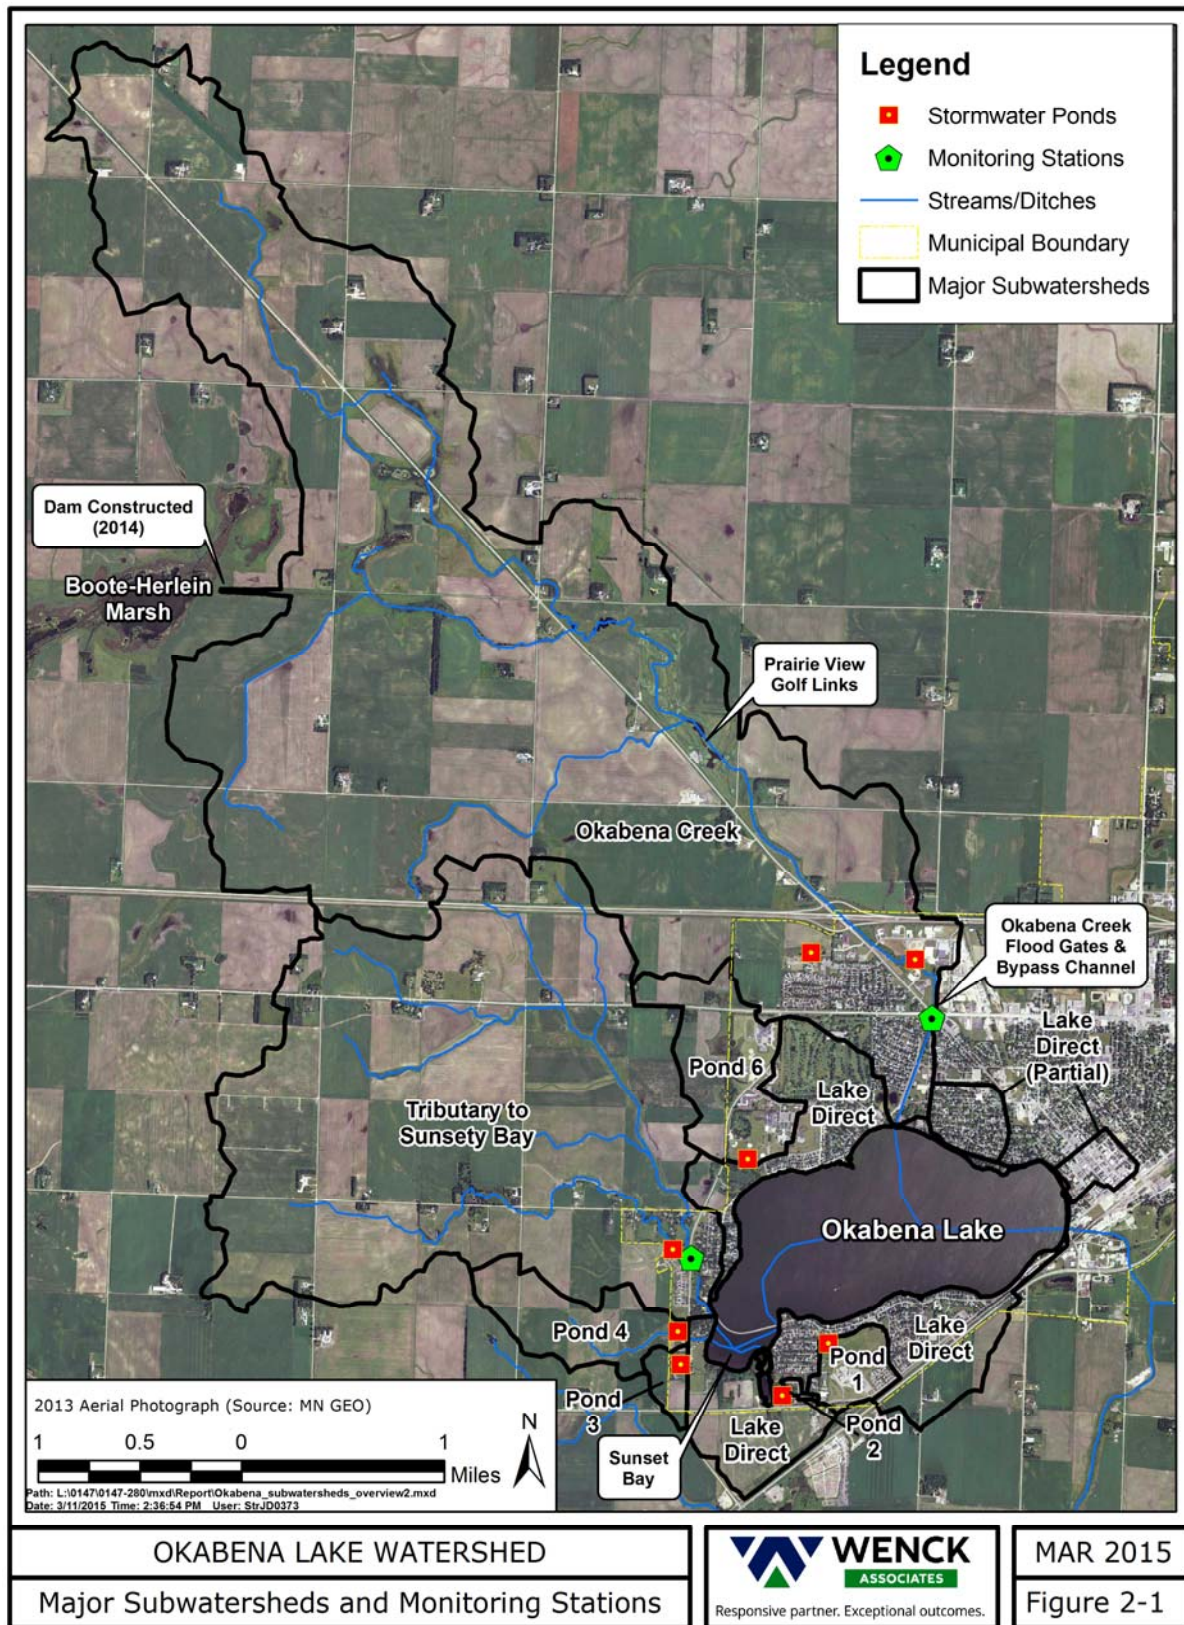 Legend
Stormwater Ponds
Monitoring Stations
Streams/Ditches
Municipal Boundary
Major Subwatersheds
Dam Constructed
(2014)
Boote-Herlein
Marsh
Prairie View
Golf Links
Okabena Creek
Okabena Creek
Flood Gates &
Bypass Channel
Lake
Direct
(Partial)
Pond 6
Lake
Direct
Tributary to
Sunsety Bay
Okabena Lake
Pond 4
Lake
Direct
Pond
1
Pond
3
Pond
2
Lake
Direct
Sunset
Bay
2013 Aerial Photograph (Source: MN GEO)
1 0.5 0 1
Miles
N
Path: L:\0147\0147-280\mxd\Report\Okabena_subwatersheds_overview2.mxd
Date: 3/11/2015 Time: 2:36:54 PM User: StrJD0373
OKABENA LAKE WATERSHED
Major Subwatersheds and Monitoring Stations
WENCK
ASSOCIATES
Responsive partner. Exceptional outcomes.
MAR 2015
Figure 2-1